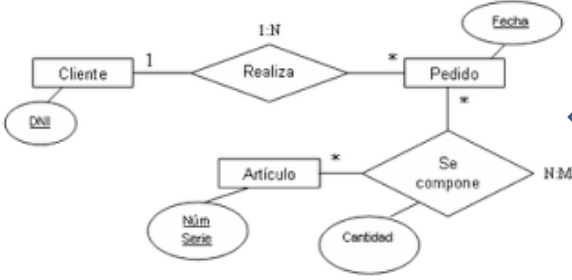 Fecha
1:N
Cliente
1
Realiza
*
Pedido
DNI
*
Artículo
*
Se
compone
N:M
Núm
Serie
Cantidad